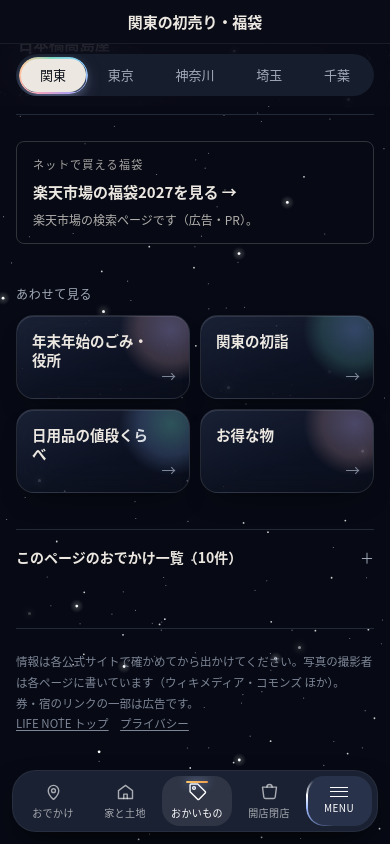 関東の初売り・福袋
日本橋髙島屋
関東
東京
神奈川
埼玉
千葉
ネットで買える福袋
楽天市場の福袋2027を見る →
楽天市場の検索ページです（広告・PR）。
あわせて見る
年末年始のごみ・
役所
→
関東の初詣
→
日用品の値段くら
べ
→
お得な物
→
このページのおでかけ一覧（10件）
＋
情報は各公式サイトで確かめてから出かけてください。写真の撮影者
は各ページに書いています（ウィキメディア・コモンズ ほか）。
券・宿のリンクの一部は広告です。
LIFE NOTE トップ プライバシー
おでかけ
家と土地
おかいもの
開店閉店
MENU